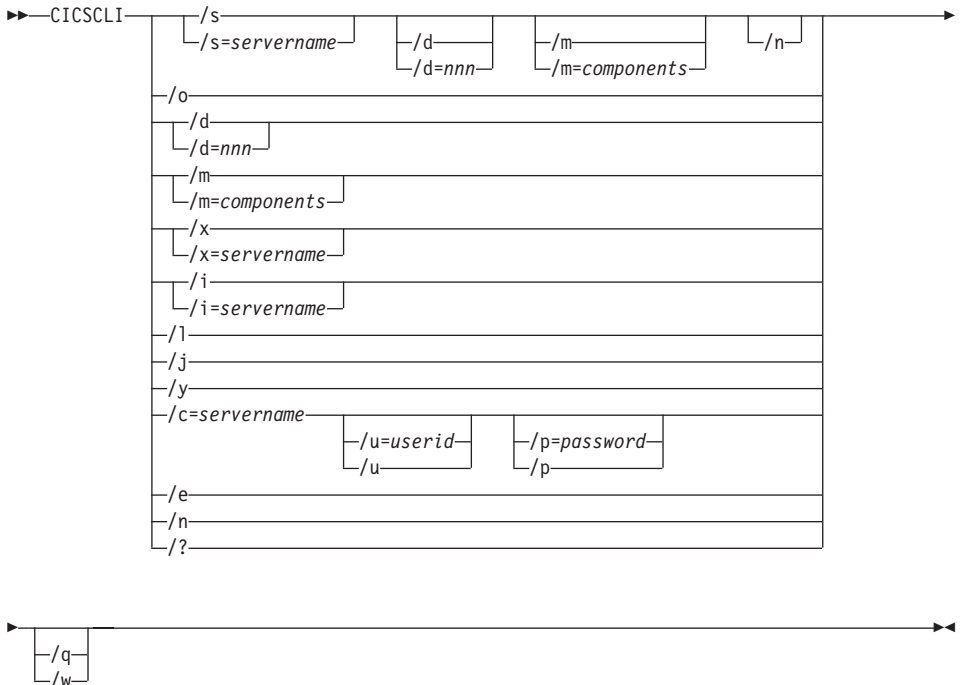 CICSCLI /s
/s=servername /d /m /n
/d=nnn /m=components
/o
/d
/d=nnn
/m
/m=components
/x
/x=servername
/i
/i=servername
/l
/j
/y
/c=servername
/u=userid /p=password
/u /p
/e
/n
/?
/q
/w